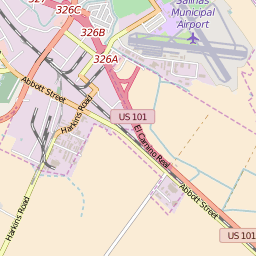 32
326C
Salinas
Municipal
Airport
326B
326A
Abbott Street
Harkins Road
US 101
El Camino Real
Abbott Street
Harkins Road
US 101